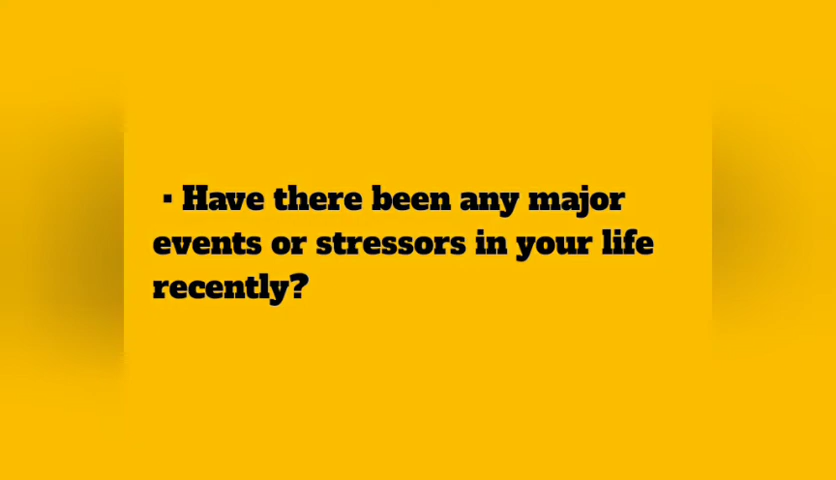 ▪ Have there been any major
events or stressors in your life
recently?